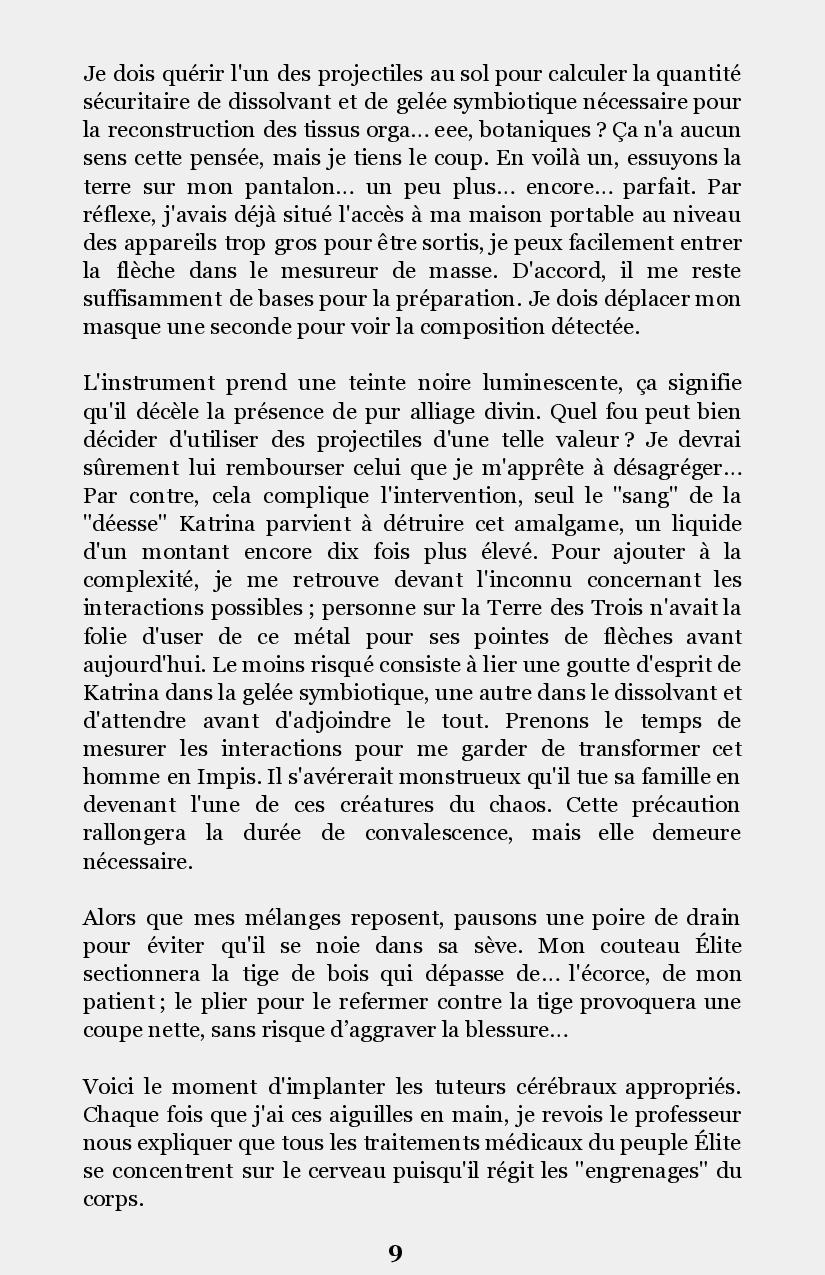 Je dois quérir l'un des projectiles au sol pour calculer la quantité
sécuritaire de dissolvant et de gelée symbiotique nécessaire pour
la reconstruction des tissus orga... eee, botaniques ? Ça n'a aucun
sens cette pensée, mais je tiens le coup. En voilà un, essuyons la
terre sur mon pantalon... un peu plus... encore... parfait. Par
réflexe, j'avais déjà situé l'accès à ma maison portable au niveau
des appareils trop gros pour être sortis, je peux facilement entrer
la flèche dans le mesureur de masse. D'accord, il me reste
suffisamment de bases pour la préparation. Je dois déplacer mon
masque une seconde pour voir la composition détectée.
L'instrument prend une teinte noire luminescente, ça signifie
qu'il décèle la présence de pur alliage divin. Quel fou peut bien
décider d'utiliser des projectiles d'une telle valeur ? Je devrai
sûrement lui rembourser celui que je m'apprête à désagréger...
Par contre, cela complique l'intervention, seul le "sang" de la
"déesse" Katrina parvient à détruire cet amalgame, un liquide
d'un montant encore dix fois plus élevé. Pour ajouter à la
complexité, je me retrouve devant l'inconnu concernant les
interactions possibles ; personne sur la Terre des Trois n'avait la
folie d'user de ce métal pour ses pointes de flèches avant
aujourd'hui. Le moins risqué consiste à lier une goutte d'esprit de
Katrina dans la gelée symbiotique, une autre dans le dissolvant et
d'attendre avant d'adjoindre le tout. Prenons le temps de
mesurer les interactions pour me garder de transformer cet
homme en Impis. Il s'avérerait monstrueux qu'il tue sa famille en
devenant l'une de ces créatures du chaos. Cette précaution
rallongera la durée de convalescence, mais elle demeure
nécessaire.
Alors que mes mélanges reposent, pausons une poire de drain
pour éviter qu'il se noie dans sa sève. Mon couteau Élite
sectionnera la tige de bois qui dépasse de... l'écorce, de mon
patient ; le plier pour le refermer contre la tige provoquera une
coupe nette, sans risque d’aggraver la blessure...
Voici le moment d'implanter les tuteurs cérébraux appropriés.
Chaque fois que j'ai ces aiguilles en main, je revois le professeur
nous expliquer que tous les traitements médicaux du peuple Élite
se concentrent sur le cerveau puisqu'il régit les "engrenages" du
corps.
9